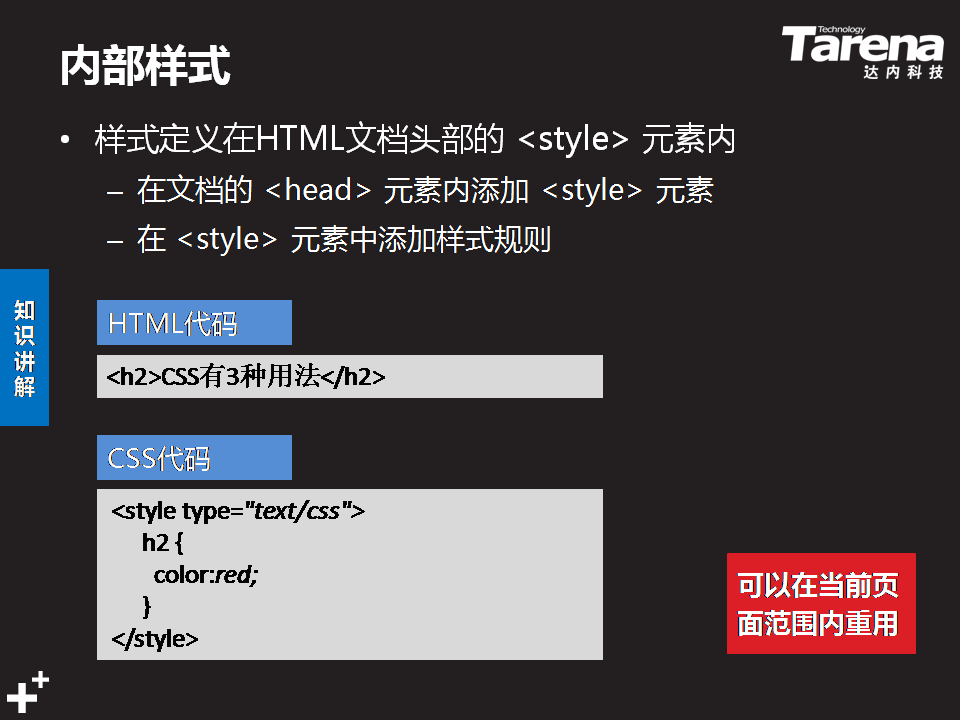 内部样式
Technology
Tarena
达内科技
• 样式定义在HTML文档头部的 <style> 元素内
– 在文档的 <head> 元素内添加 <style> 元素
– 在 <style> 元素中添加样式规则
知识讲解
HTML代码
<h2>CSS有3种用法</h2>
CSS代码
<style type="text/css">
h2 {
color:red;
}
</style>
可以在当前页
面范围内重用